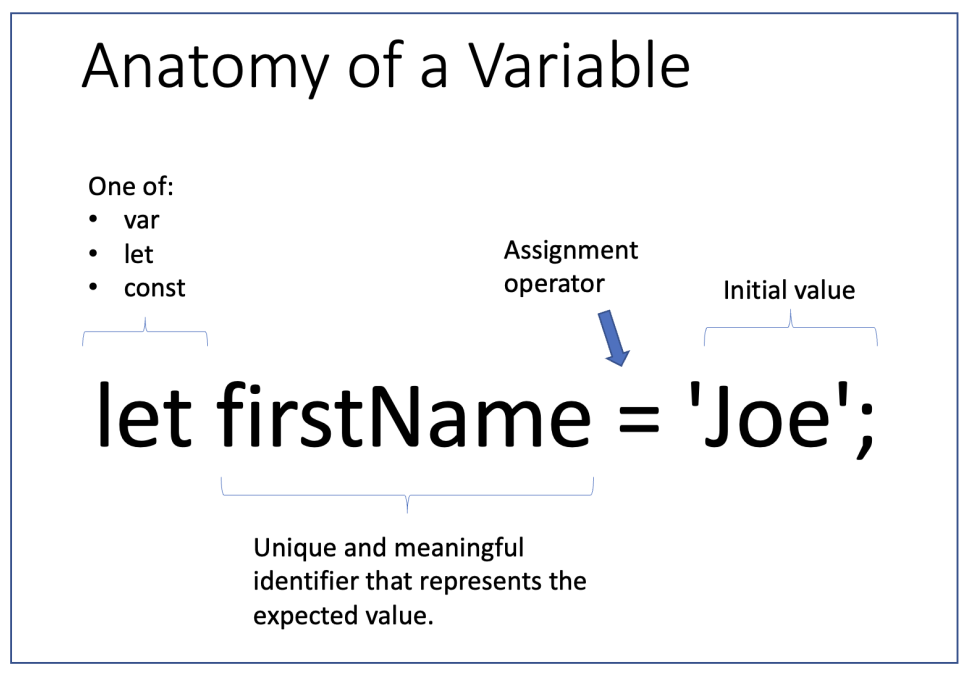 Anatomy of a Variable
One of:
• var
• let
• const
Assignment
operator
Initial value
let firstName = 'Joe';
Unique and meaningful
identifier that represents the
expected value.